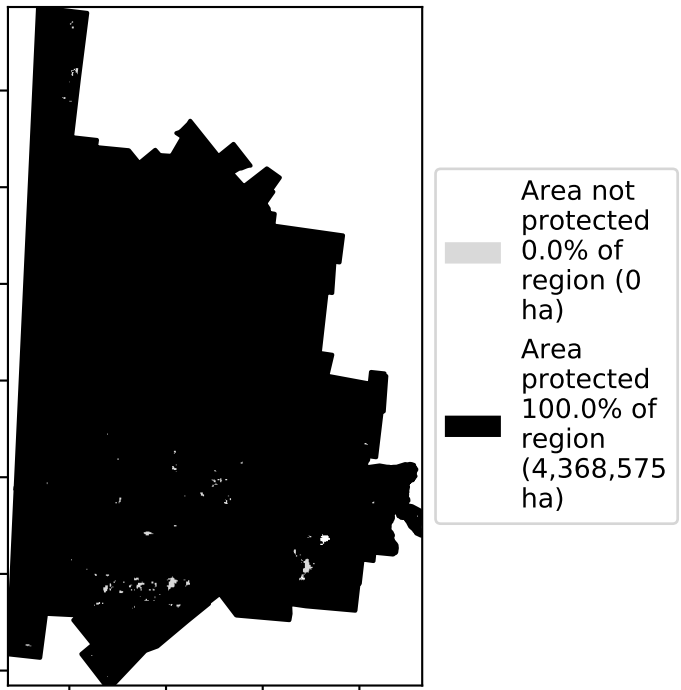 Area not
protected
0.0% of
region (0
ha)
Area
protected
100.0% of
region
(4,368,575
ha)